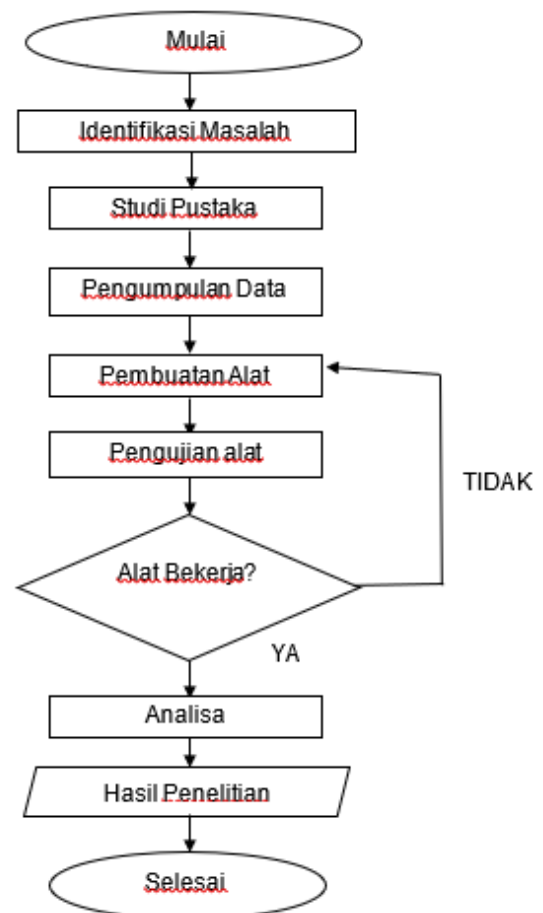 Mulai
Identifikasi Masalah
Studi Pustaka
Pengumpulan Data
Pembuatan Alat
Pengujian alat
TIDAK
Alat Bekerja?
YA
Analisa
Hasil Penelitian
Selesai